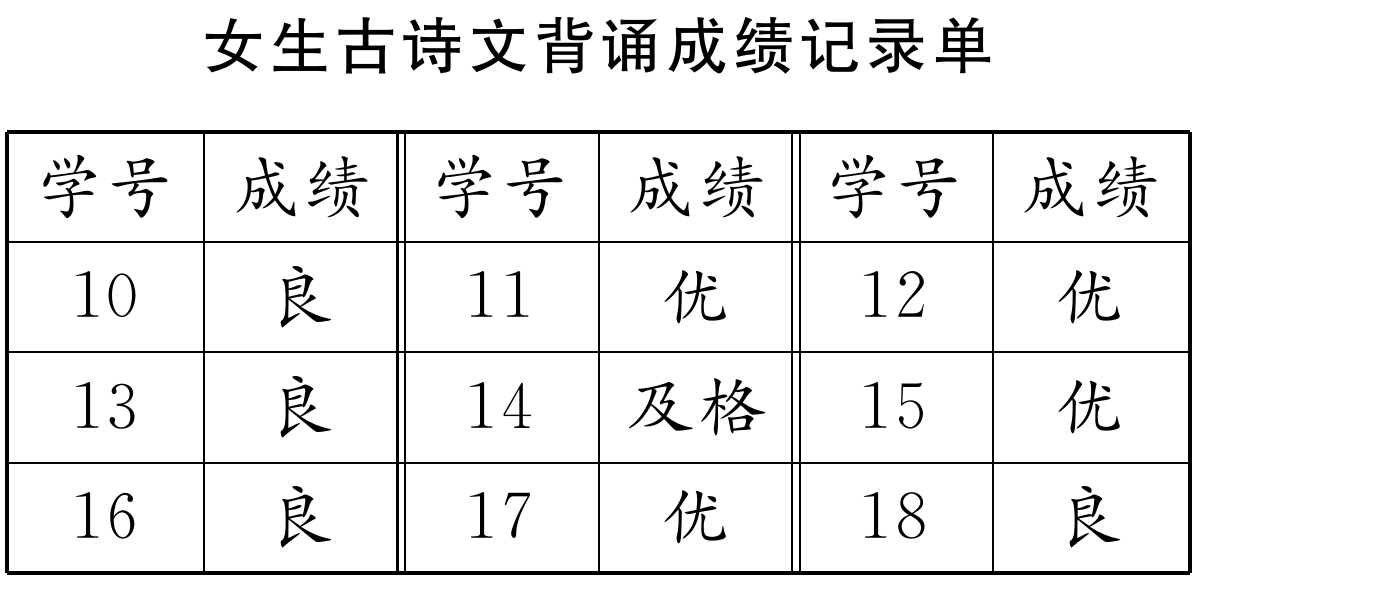 女生古诗文背诵成绩记录单
学号 成绩 学号 成绩 学号 成绩
10 良 11 优 12 优
13 良 14 及格 15 优
16 良 17 优 18 良